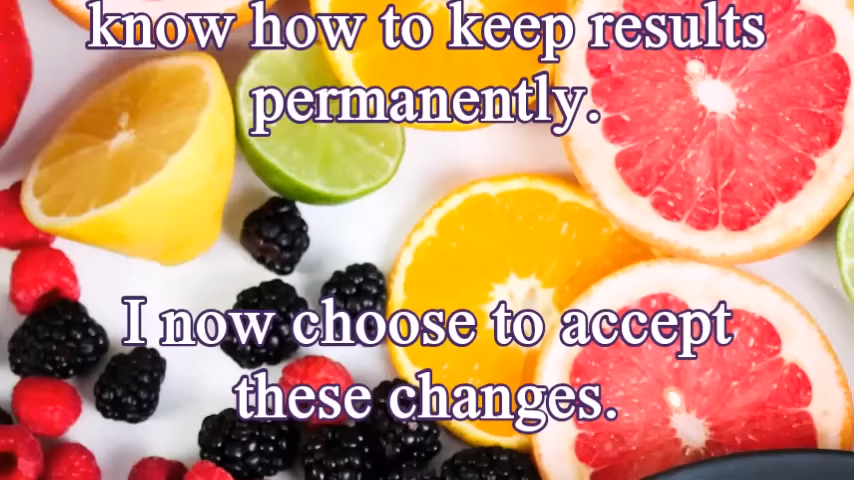 know how to keep results
permanently.
I now choose to accept
these changes.